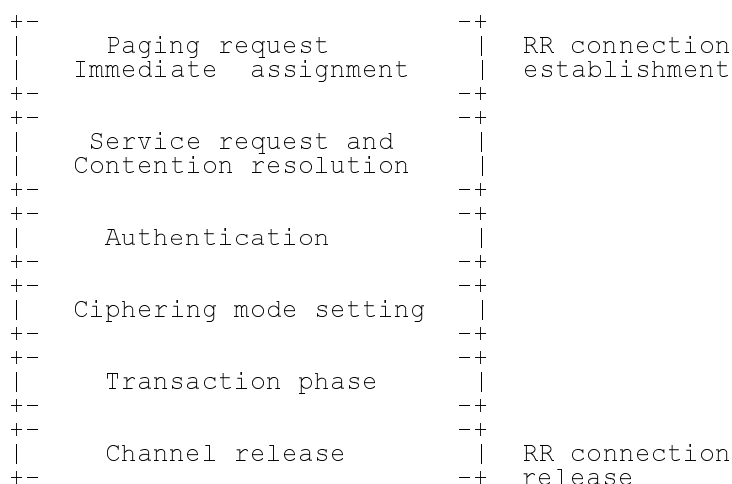 Paging request RR connection
Immediate assignment establishment
Service request and
Contention resolution
Authentication
Ciphering mode setting
Transaction phase
Channel release RR connection
release